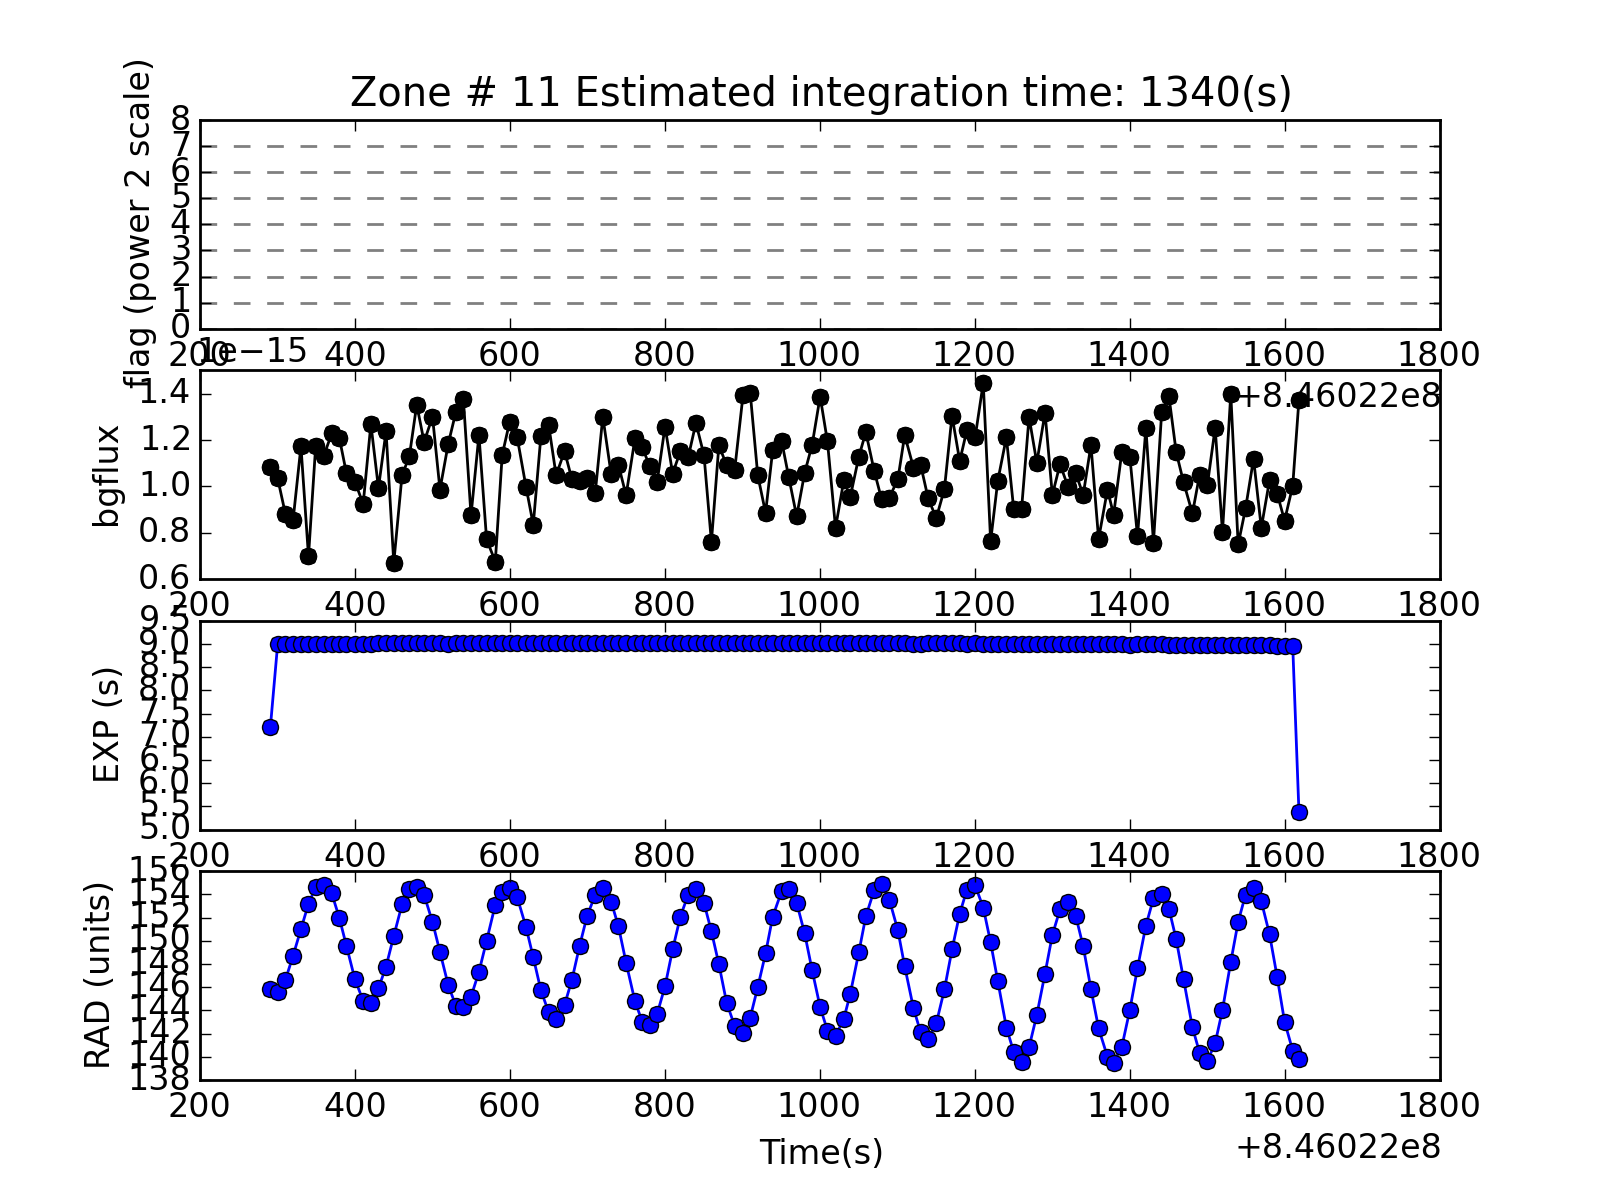 Zone # 11 Estimated integration time: 1340(s)
flag (power 2 scale)
8
7
6
5
4
3
2
1
0
200 400 600 800 1000 1200 1400 1600 1800
1e−15
+8.46022e8
bgflux
1.4
1.2
1.0
0.8
0.6
200 400 600 800 1000 1200 1400 1600 1800
EXP (s)
9.5
9.0
8.5
8.0
7.5
7.0
6.5
6.0
5.5
5.0
200 400 600 800 1000 1200 1400 1600 1800
RAD (units)
156
154
152
150
148
146
144
142
140
138
200 400 600 800 1000 1200 1400 1600 1800
Time(s)
+8.46022e8